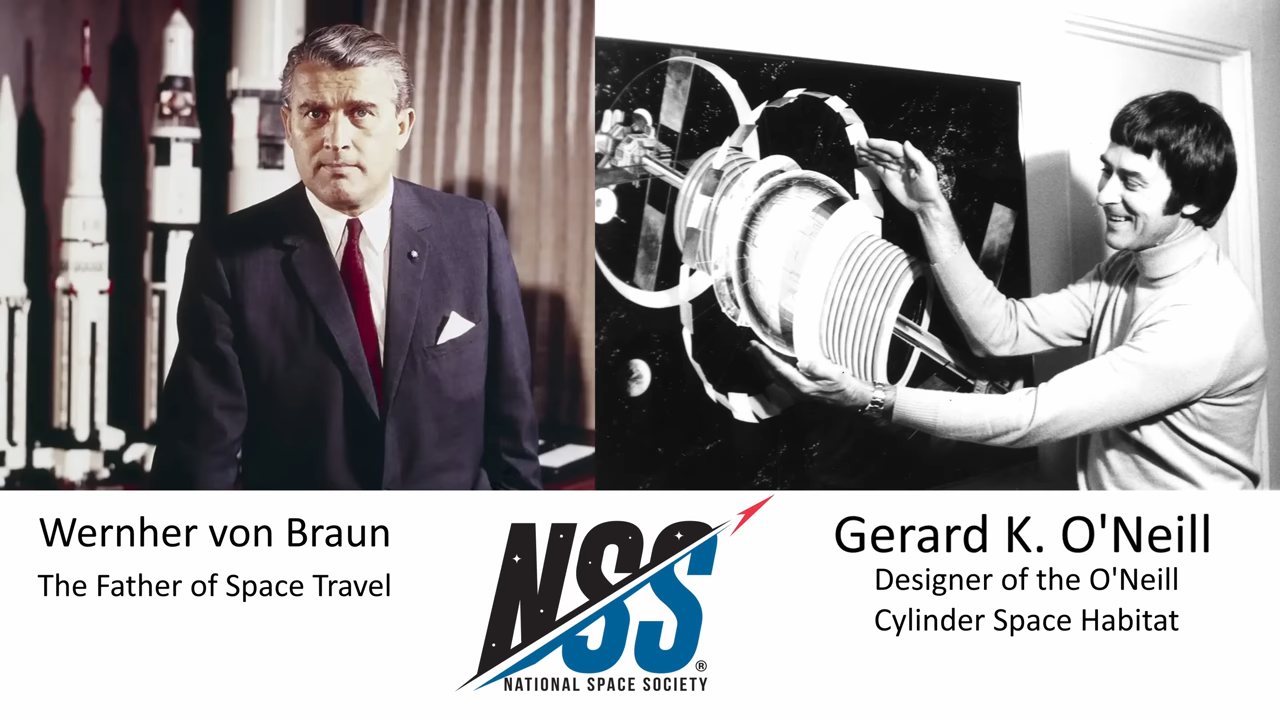 Wernher von Braun
The Father of Space Travel
NSS
®
NATIONAL SPACE SOCIETY
Gerard K. O'Neill
Designer of the O'Neill
Cylinder Space Habitat